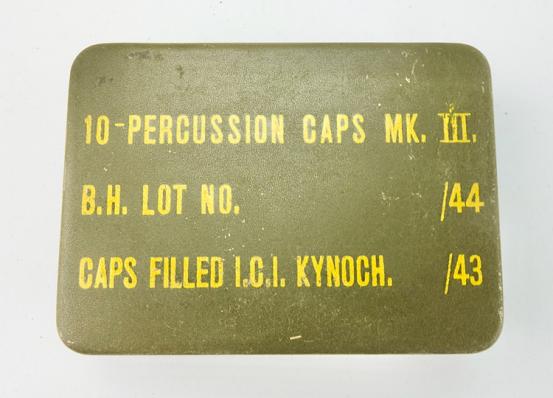 10-PERCUSSION CAPS MK. III.
B.H. LOT NO. /44
CAPS FILLED I.C.I. KYNOCH. /43